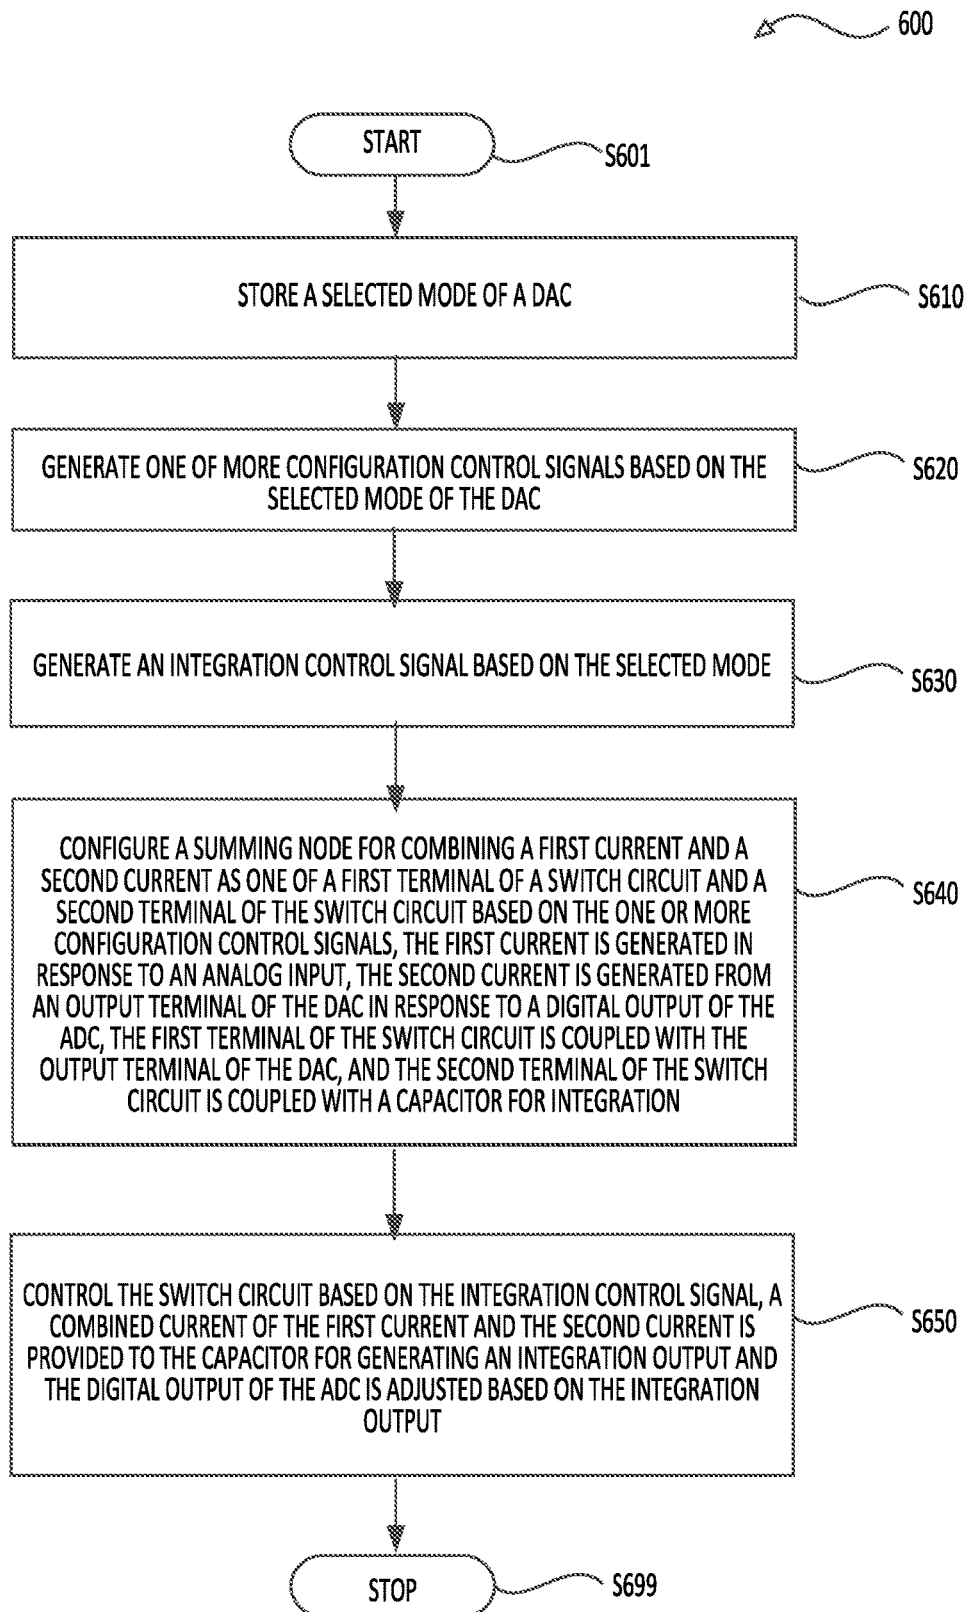 600
START
S601
STORE A SELECTED MODE OF A DAC
S610
GENERATE ONE OF MORE CONFIGURATION CONTROL SIGNALS BASED ON THE
SELECTED MODE OF THE DAC
S620
GENERATE AN INTEGRATION CONTROL SIGNAL BASED ON THE SELECTED MODE
S630
CONFIGURE A SUMMING NODE FOR COMBINING A FIRST CURRENT AND A
SECOND CURRENT AS ONE OF A FIRST TERMINAL OF A SWITCH CIRCUIT AND A
SECOND TERMINAL OF THE SWITCH CIRCUIT BASED ON THE ONE OR MORE
CONFIGURATION CONTROL SIGNALS, THE FIRST CURRENT IS GENERATED IN
RESPONSE TO AN ANALOG INPUT, THE SECOND CURRENT IS GENERATED FROM
AN OUTPUT TERMINAL OF THE DAC IN RESPONSE TO A DIGITAL OUTPUT OF THE
ADC, THE FIRST TERMINAL OF THE SWITCH CIRCUIT IS COUPLED WITH THE
OUTPUT TERMINAL OF THE DAC, AND THE SECOND TERMINAL OF THE SWITCH
CIRCUIT IS COUPLED WITH A CAPACITOR FOR INTEGRATION
S640
CONTROL THE SWITCH CIRCUIT BASED ON THE INTEGRATION CONTROL SIGNAL, A
COMBINED CURRENT OF THE FIRST CURRENT AND THE SECOND CURRENT IS
PROVIDED TO THE CAPACITOR FOR GENERATING AN INTEGRATION OUTPUT AND
THE DIGITAL OUTPUT OF THE ADC IS ADJUSTED BASED ON THE INTEGRATION
OUTPUT
S650
STOP
S699